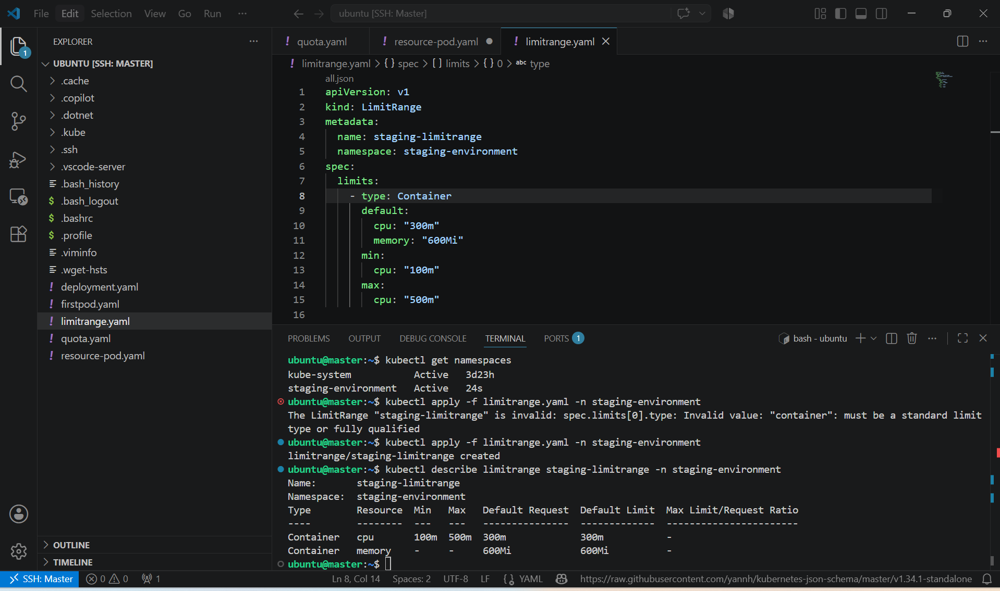 File Edit Selection View Go Run ··· ubuntu [SSH: Master]
EXPLORER ···
1
UBUNTU [SSH: MASTER]
.cache
.copilot
.dotnet
.kube
.ssh
.vscode-server
.bash_history
$ .bash_logout
$ .bashrc
$ .profile
.viminfo
.wget-hsts
! deployment.yaml
! firstpod.yaml
! limitrange.yaml
! quota.yaml
! resource-pod.yaml
OUTLINE
TIMELINE
! quota.yaml ! resource-pod.yaml ● ! limitrange.yaml ×
! limitrange.yaml > { } spec > [ ] limits > { } 0 > abc type
all.json
1 apiVersion: v1
2 kind: LimitRange
3 metadata:
4   name: staging-limitrange
5   namespace: staging-environment
6 spec:
7   limits:
8     - type: Container
9       default:
10         cpu: "300m"
11         memory: "600Mi"
12       min:
13         cpu: "100m"
14       max:
15         cpu: "500m"
16
PROBLEMS OUTPUT DEBUG CONSOLE TERMINAL PORTS 1 bash - ubuntu
ubuntu@master:~$ kubectl get namespaces
kube-system           Active   3d23h
staging-environment   Active   24s
ubuntu@master:~$ kubectl apply -f limitrange.yaml -n staging-environment
The LimitRange "staging-limitrange" is invalid: spec.limits[0].type: Invalid value: "container": must be a standard limit
type or fully qualified
ubuntu@master:~$ kubectl apply -f limitrange.yaml -n staging-environment
limitrange/staging-limitrange created
ubuntu@master:~$ kubectl describe limitrange staging-limitrange -n staging-environment
Name:       staging-limitrange
Namespace:  staging-environment
Type        Resource  Min   Max   Default Request  Default Limit  Max Limit/Request Ratio
----        --------  ---   ---   ---------------  -------------  -----------------------
Container   cpu       100m  500m  300m             300m           -
Container   memory    -     -     600Mi            600Mi          -
ubuntu@master:~$
SSH: Master 0 0 1 Ln 8, Col 14 Spaces: 2 UTF-8 LF YAML https://raw.githubusercontent.com/yannh/kubernetes-json-schema/master/v1.34.1-standalone